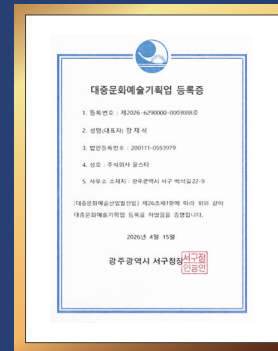 대중문화예술기획업 등록증
1. 등록번호 : 제2026-6290000-0003088호
2. 성명(대표자) 장재식
3. 법인등록번호 : 200111-0553979
4. 상호 : 주식회사 윤스타
5. 사무소 소재지 : 광주광역시 서구 백석길22-9
[대중문화예술산업발전법] 제26조제1항에 따라 위와 같이
대중문화예술기획업 등록을 하였음을 증명합니다.
2026년 4월 15일
광주광역시 서구청장